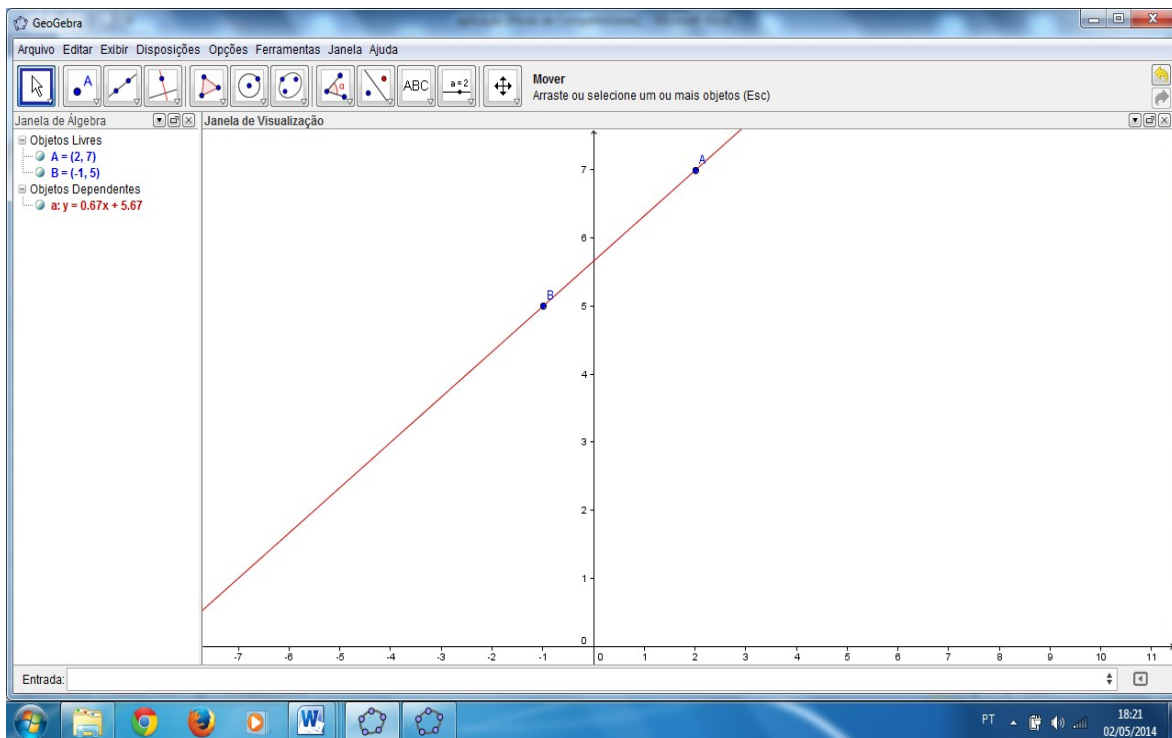 GeoGebra
Arquivo Editar Exibir Disposições Opções Ferramentas Janela Ajuda
A
ABC
a=2
Mover
Arraste ou selecione um ou mais objetos (Esc)
Janela de Álgebra
Janela de Visualização
Objetos Livres
A = (2, 7)
B = (-1, 5)
Objetos Dependentes
a: y = 0.67x + 5.67
A
B
7
6
5
4
3
2
1
0
-7 -6 -5 -4 -3 -2 -1 0 1 2 3 4 5 6 7 8 9 10 11
Entrada:
W
PT
18:21
02/05/2014